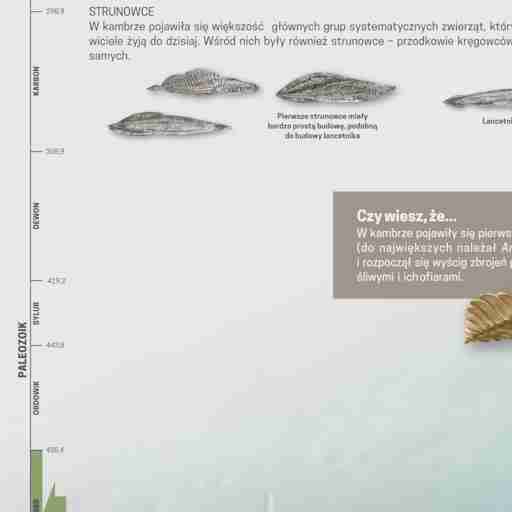 STRUNOWCE
W kambrze pojawiła się większość głównych grup systematycznych zwierząt, któr
wiciele żyją do dzisiaj. Wśród nich były również strunowce – przodkowie kręgowców
samych.
Pierwsze strunowce miały
bardzo prostą budowę, podobną
do budowy lancetnika
Lancetni
Czy wiesz, że...
W kambrze pojawiły się pierws
(do największych należał An
i rozpoczął się wyścig zbrojeń p
śliwymi i ich ofiarami.
PALEOZOIK
KARBON
DEWON
SYLUR
ORDOWIK
298,9
358,9
419,2
443,8
485,4